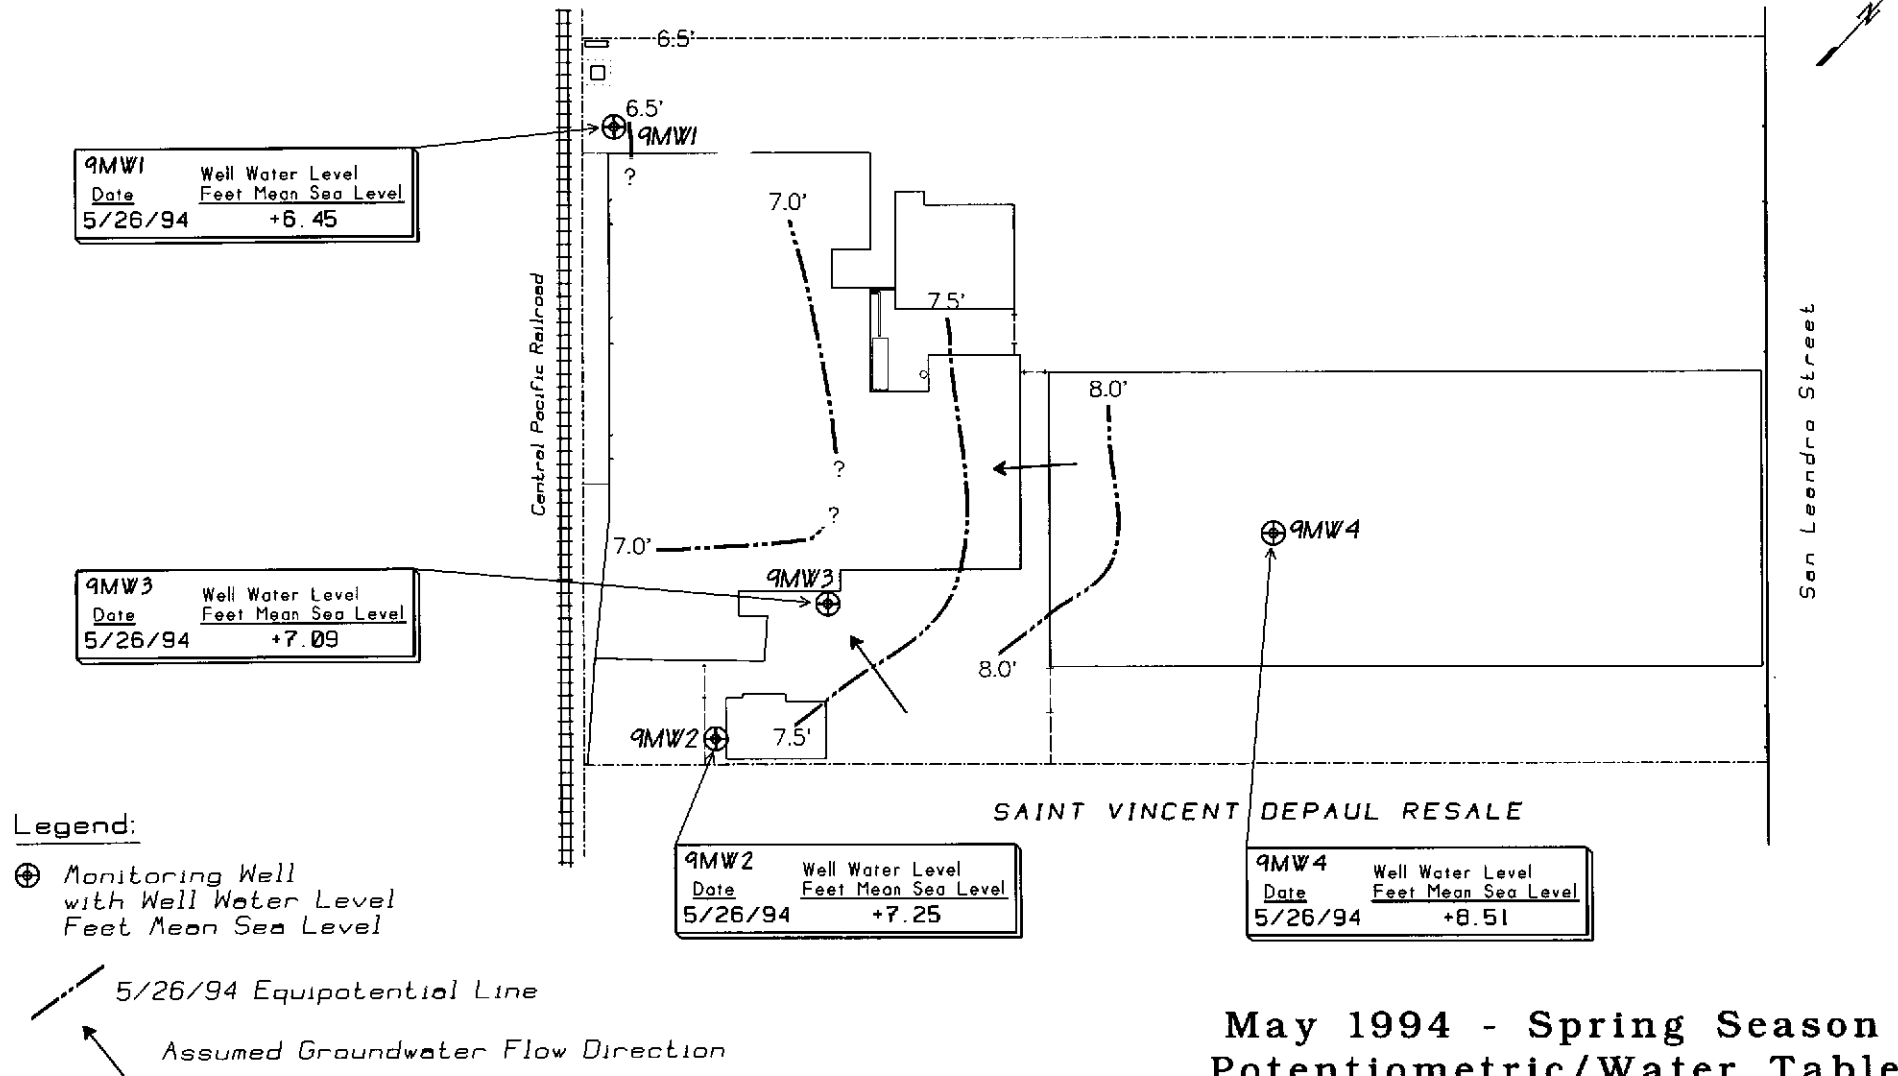 N
6.5'
6.5'
9MW1
?
9MW1
Well Water Level
Date
Feet Mean Sea Level
5/26/94
+6.45
7.0'
7.5'
Central Pacific Railroad
San Leandro Street
8.0'
?
?
9MW4
7.0'
9MW3
9MW3
Well Water Level
Date
Feet Mean Sea Level
5/26/94
+7.09
8.0'
9MW2
7.5'
SAINT VINCENT DEPAUL RESALE
Legend:
Monitoring Well
with Well Water Level
Feet Mean Sea Level
9MW2
Well Water Level
Date
Feet Mean Sea Level
5/26/94
+7.25
9MW4
Well Water Level
Date
Feet Mean Sea Level
5/26/94
+8.51
5/26/94 Equipotential Line
Assumed Groundwater Flow Direction
May 1994 - Spring Season
Potentiometric/Water Table